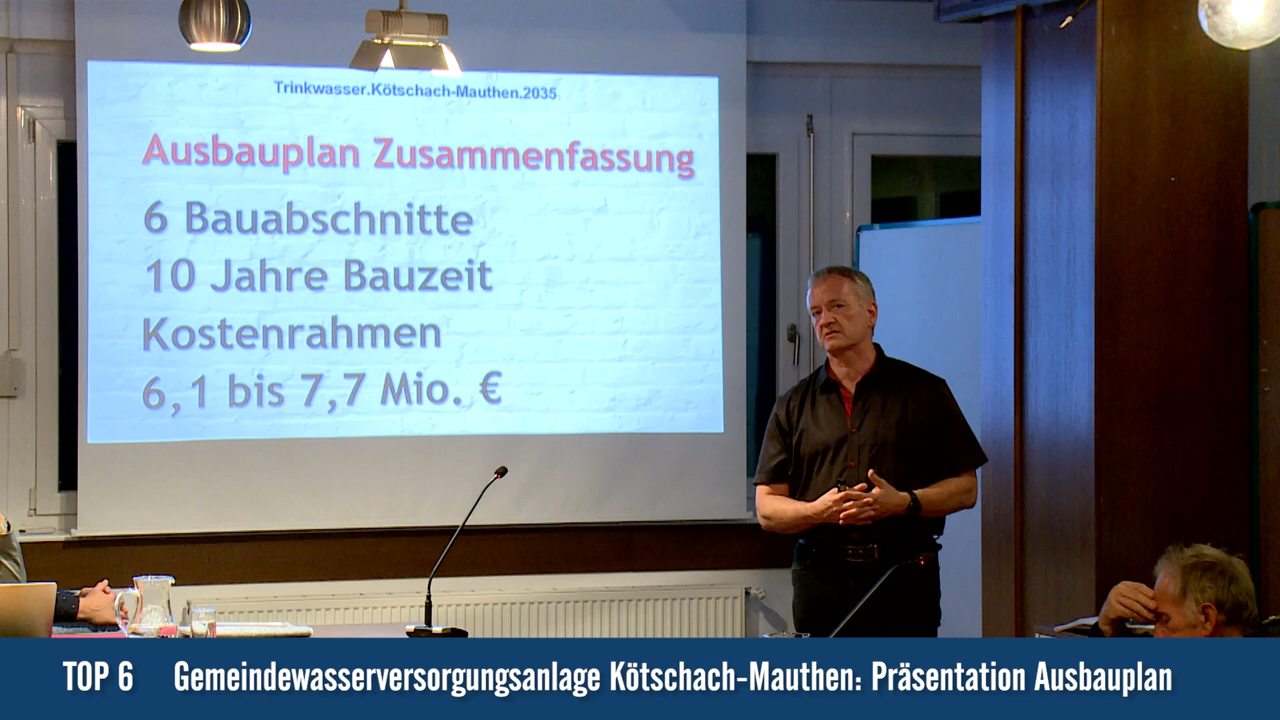 Trinkwasser.Kötschach-Mauthen.2035
Ausbauplan Zusammenfassung
6 Bauabschnitte
10 Jahre Bauzeit
Kostenrahmen
6,1 bis 7,7 Mio. €
TOP 6 Gemeindewasserversorgungsanlage Kötschach-Mauthen: Präsentation Ausbauplan